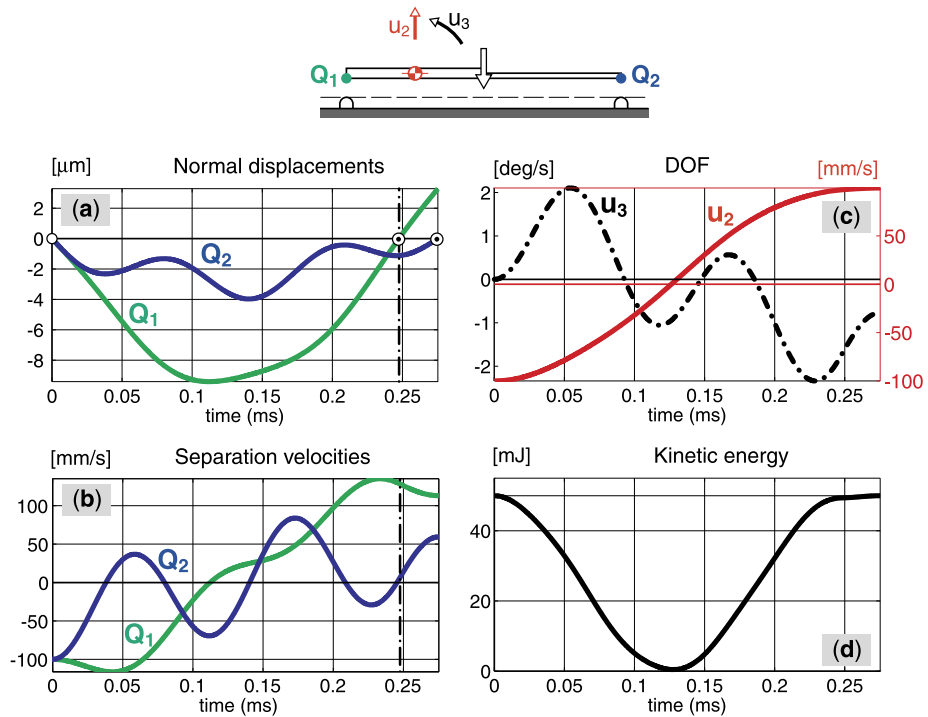 u2 u3
Q1 Q2
[μm] Normal displacements
(a)
2
0
-2
-4
-6
-8
Q2
Q1
0 0.05 0.1 0.15 0.2 0.25
time (ms)
[deg/s] DOF [mm/s]
(c)
2
1
0
-1
-2
u3
u2
50
0
-50
-100
0 0.05 0.1 0.15 0.2 0.25
time (ms)
[mm/s] Separation velocities
(b)
100
50
0
-50
-100
Q2
Q1
0 0.05 0.1 0.15 0.2 0.25
time (ms)
[mJ] Kinetic energy
40
20
0
(d)
0 0.05 0.1 0.15 0.2 0.25
time (ms)